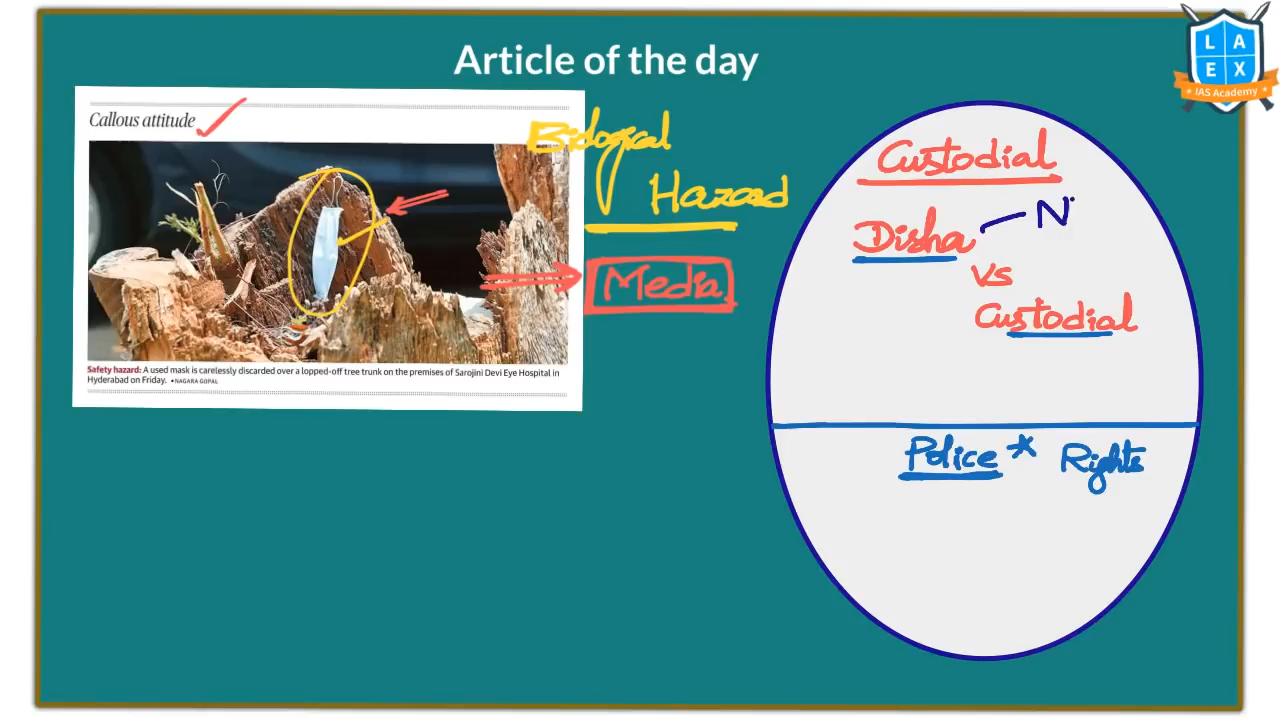 Article of the day
L A
E X
IAS Academy
Callous attitude
Biological
Hazard
Media
Safety hazard: A used mask is carelessly discarded over a lopped-off tree trunk on the premises of Sarojini Devi Eye Hospital in
Hyderabad on Friday. • NAGARA GOPAL
Custodial
Disha
N
VS
Custodial
Police * Rights